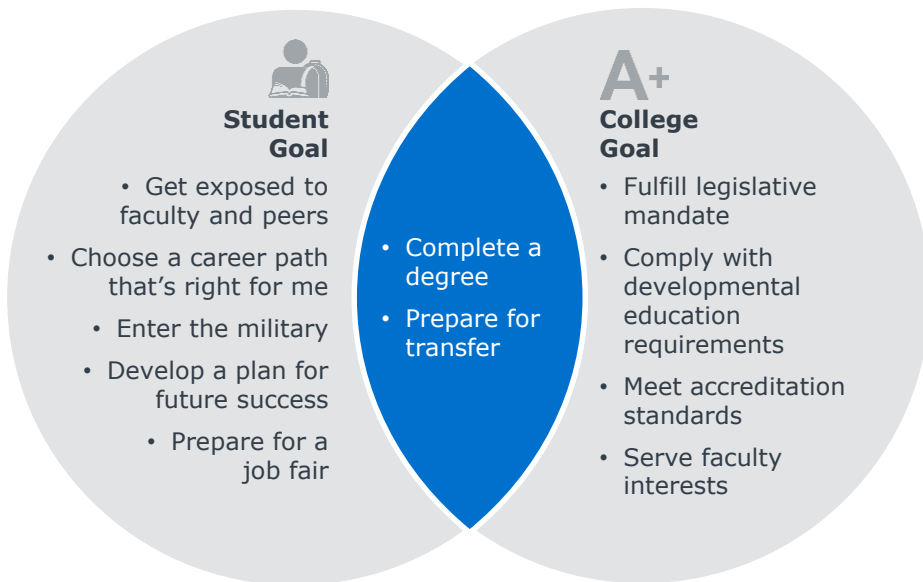 Student
Goal
• Get exposed to
faculty and peers
• Choose a career path
that's right for me
• Enter the military
• Develop a plan for
future success
• Prepare for a
job fair
• Complete a
degree
• Prepare for
transfer
A+
College
Goal
• Fulfill legislative
mandate
• Comply with
developmental
education
requirements
• Meet accreditation
standards
• Serve faculty
interests